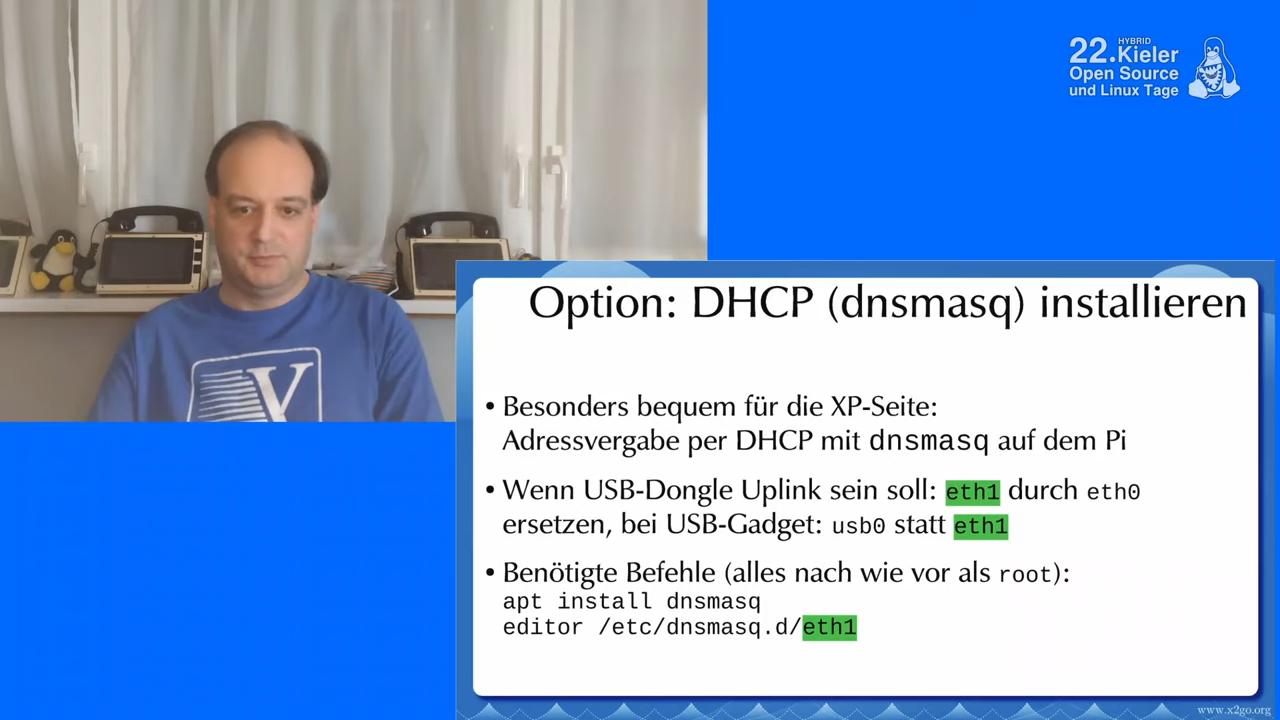 HYBRID
22.Kieler
Open Source
und Linux Tage
Option: DHCP (dnsmasq) installieren
• Besonders bequem für die XP-Seite:
Adressvergabe per DHCP mit dnsmasq auf dem Pi
• Wenn USB-Dongle Uplink sein soll: eth1 durch eth0
ersetzen, bei USB-Gadget: usb0 statt eth1
• Benötigte Befehle (alles nach wie vor als root):
apt install dnsmasq
editor /etc/dnsmasq.d/eth1
www.x2go.org